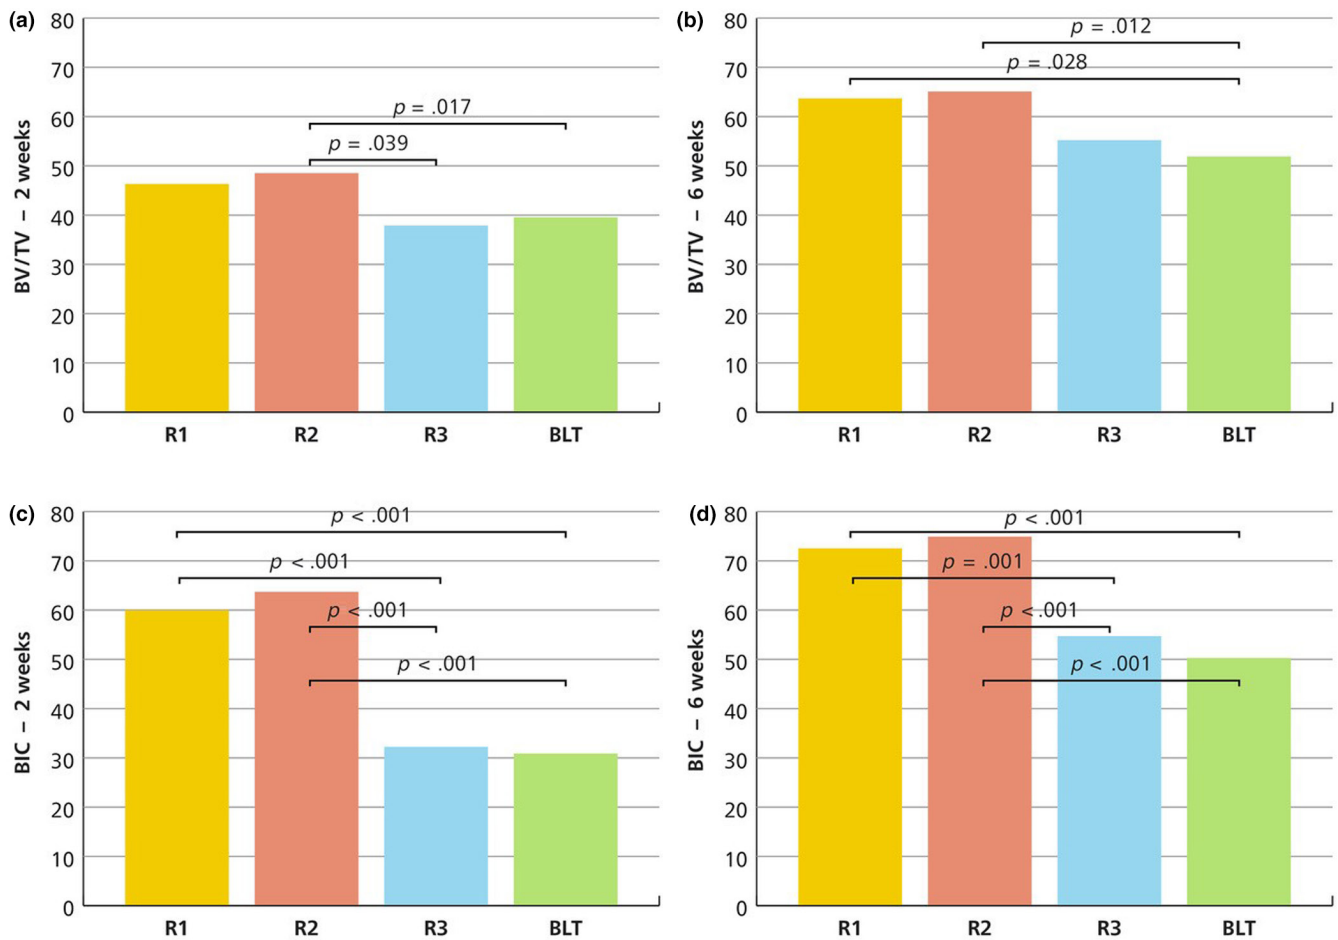 (a)
80
70
60
50
40
30
20
10
0
BV/TV – 2 weeks
p = .017
p = .039
R1 R2 R3 BLT
(b)
80
70
60
50
40
30
20
10
0
BV/TV – 6 weeks
p = .012
p = .028
R1 R2 R3 BLT
(c)
80
70
60
50
40
30
20
10
0
BIC – 2 weeks
p < .001
p < .001
p < .001
p < .001
R1 R2 R3 BLT
(d)
80
70
60
50
40
30
20
10
0
BIC – 6 weeks
p < .001
p = .001
p < .001
p < .001
R1 R2 R3 BLT